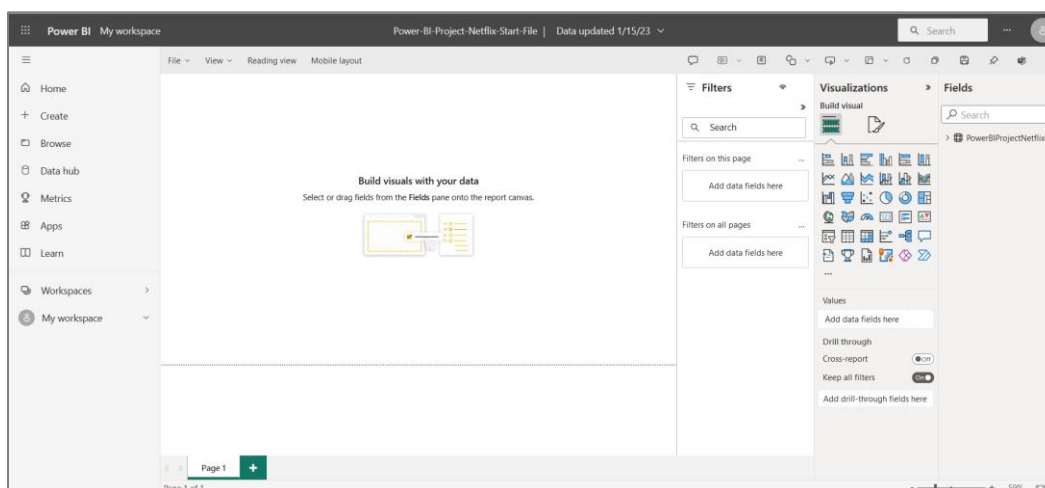 Power BI My workspace
Power-BI-Project-Netflix-Start-File | Data updated 1/15/23
Search
File View Reading view Mobile layout
Home
Create
Browse
Data hub
Metrics
Apps
Learn
Workspaces
My workspace
Build visuals with your data
Select or drag fields from the Fields pane onto the report canvas.
Filters
Search
Filters on this page
Add data fields here
Filters on all pages
Add data fields here
Visualizations
Build visual
Values
Add data fields here
Drill through
Cross-report
Off
Keep all filters
On
Add drill-through fields here
Fields
Search
PowerBIProjectNetflix
Page 1
Page 1 of 1
59%